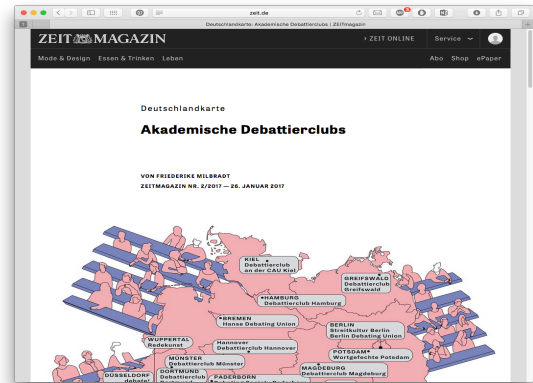 zeit.de
Deutschlandkarte: Akademische Debattierclubs | ZEITmagazin
ZEIT MAGAZIN
› ZEIT ONLINE
Service
Mode & Design Essen & Trinken Leben
Abo Shop ePaper
Deutschlandkarte
Akademische Debattierclubs
VON FRIEDERIKE MILBRADT
ZEITMAGAZIN NR. 2/2017 — 26. JANUAR 2017
KIEL
Debattierclub
an der CAU Kiel
GREIFSWALD
Debattierclub
Greifswald
HAMBURG
Debattierclub Hamburg
BREMEN
Hanse Debating Union
BERLIN
Streitkultur Berlin
Berlin Debating Union
WUPPERTAL
Redekunst
Hannover
Debattierclub Hannover
POTSDAM
Wortgefechte Potsdam
MÜNSTER
Debattierclub Münster
MAGDEBURG
Debattierclub Magdeburg
DÜSSELDORF
debate!
DORTMUND
Debattierclub
PADERBORN